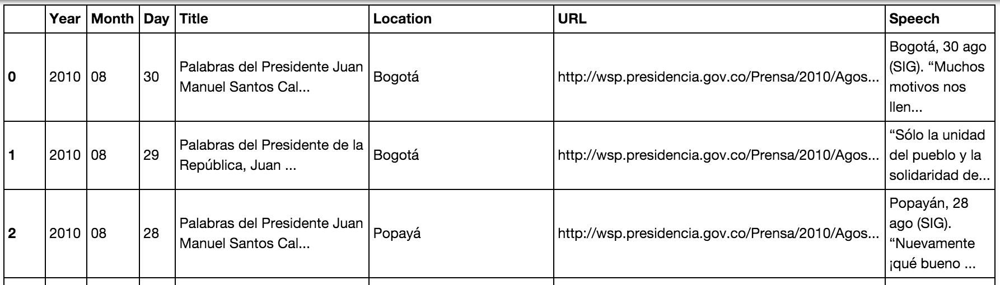 Year Month Day Title Location URL Speech
0 2010 08 30 Palabras del Presidente Juan Manuel Santos Cal... Bogotá http://wsp.presidencia.gov.co/Prensa/2010/Agos... Bogotá, 30 ago (SIG). “Muchos motivos nos llen...
1 2010 08 29 Palabras del Presidente de la República, Juan ... Bogotá http://wsp.presidencia.gov.co/Prensa/2010/Agos... “Sólo la unidad del pueblo y la solidaridad de...
2 2010 08 28 Palabras del Presidente Juan Manuel Santos Cal... Popayá http://wsp.presidencia.gov.co/Prensa/2010/Agos... Popayán, 28 ago (SIG). “Nuevamente ¡qué bueno ...